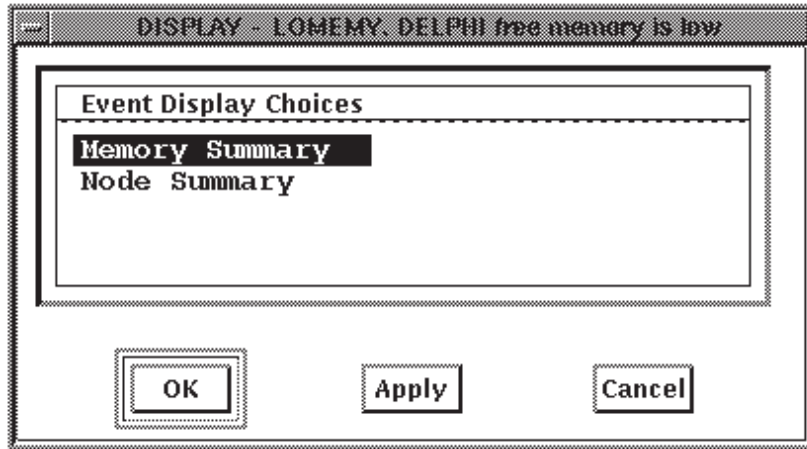 DISPLAY - LOMEMY. DELPHI free memory is low
Event Display Choices
Memory Summary
Node Summary
OK
Apply
Cancel